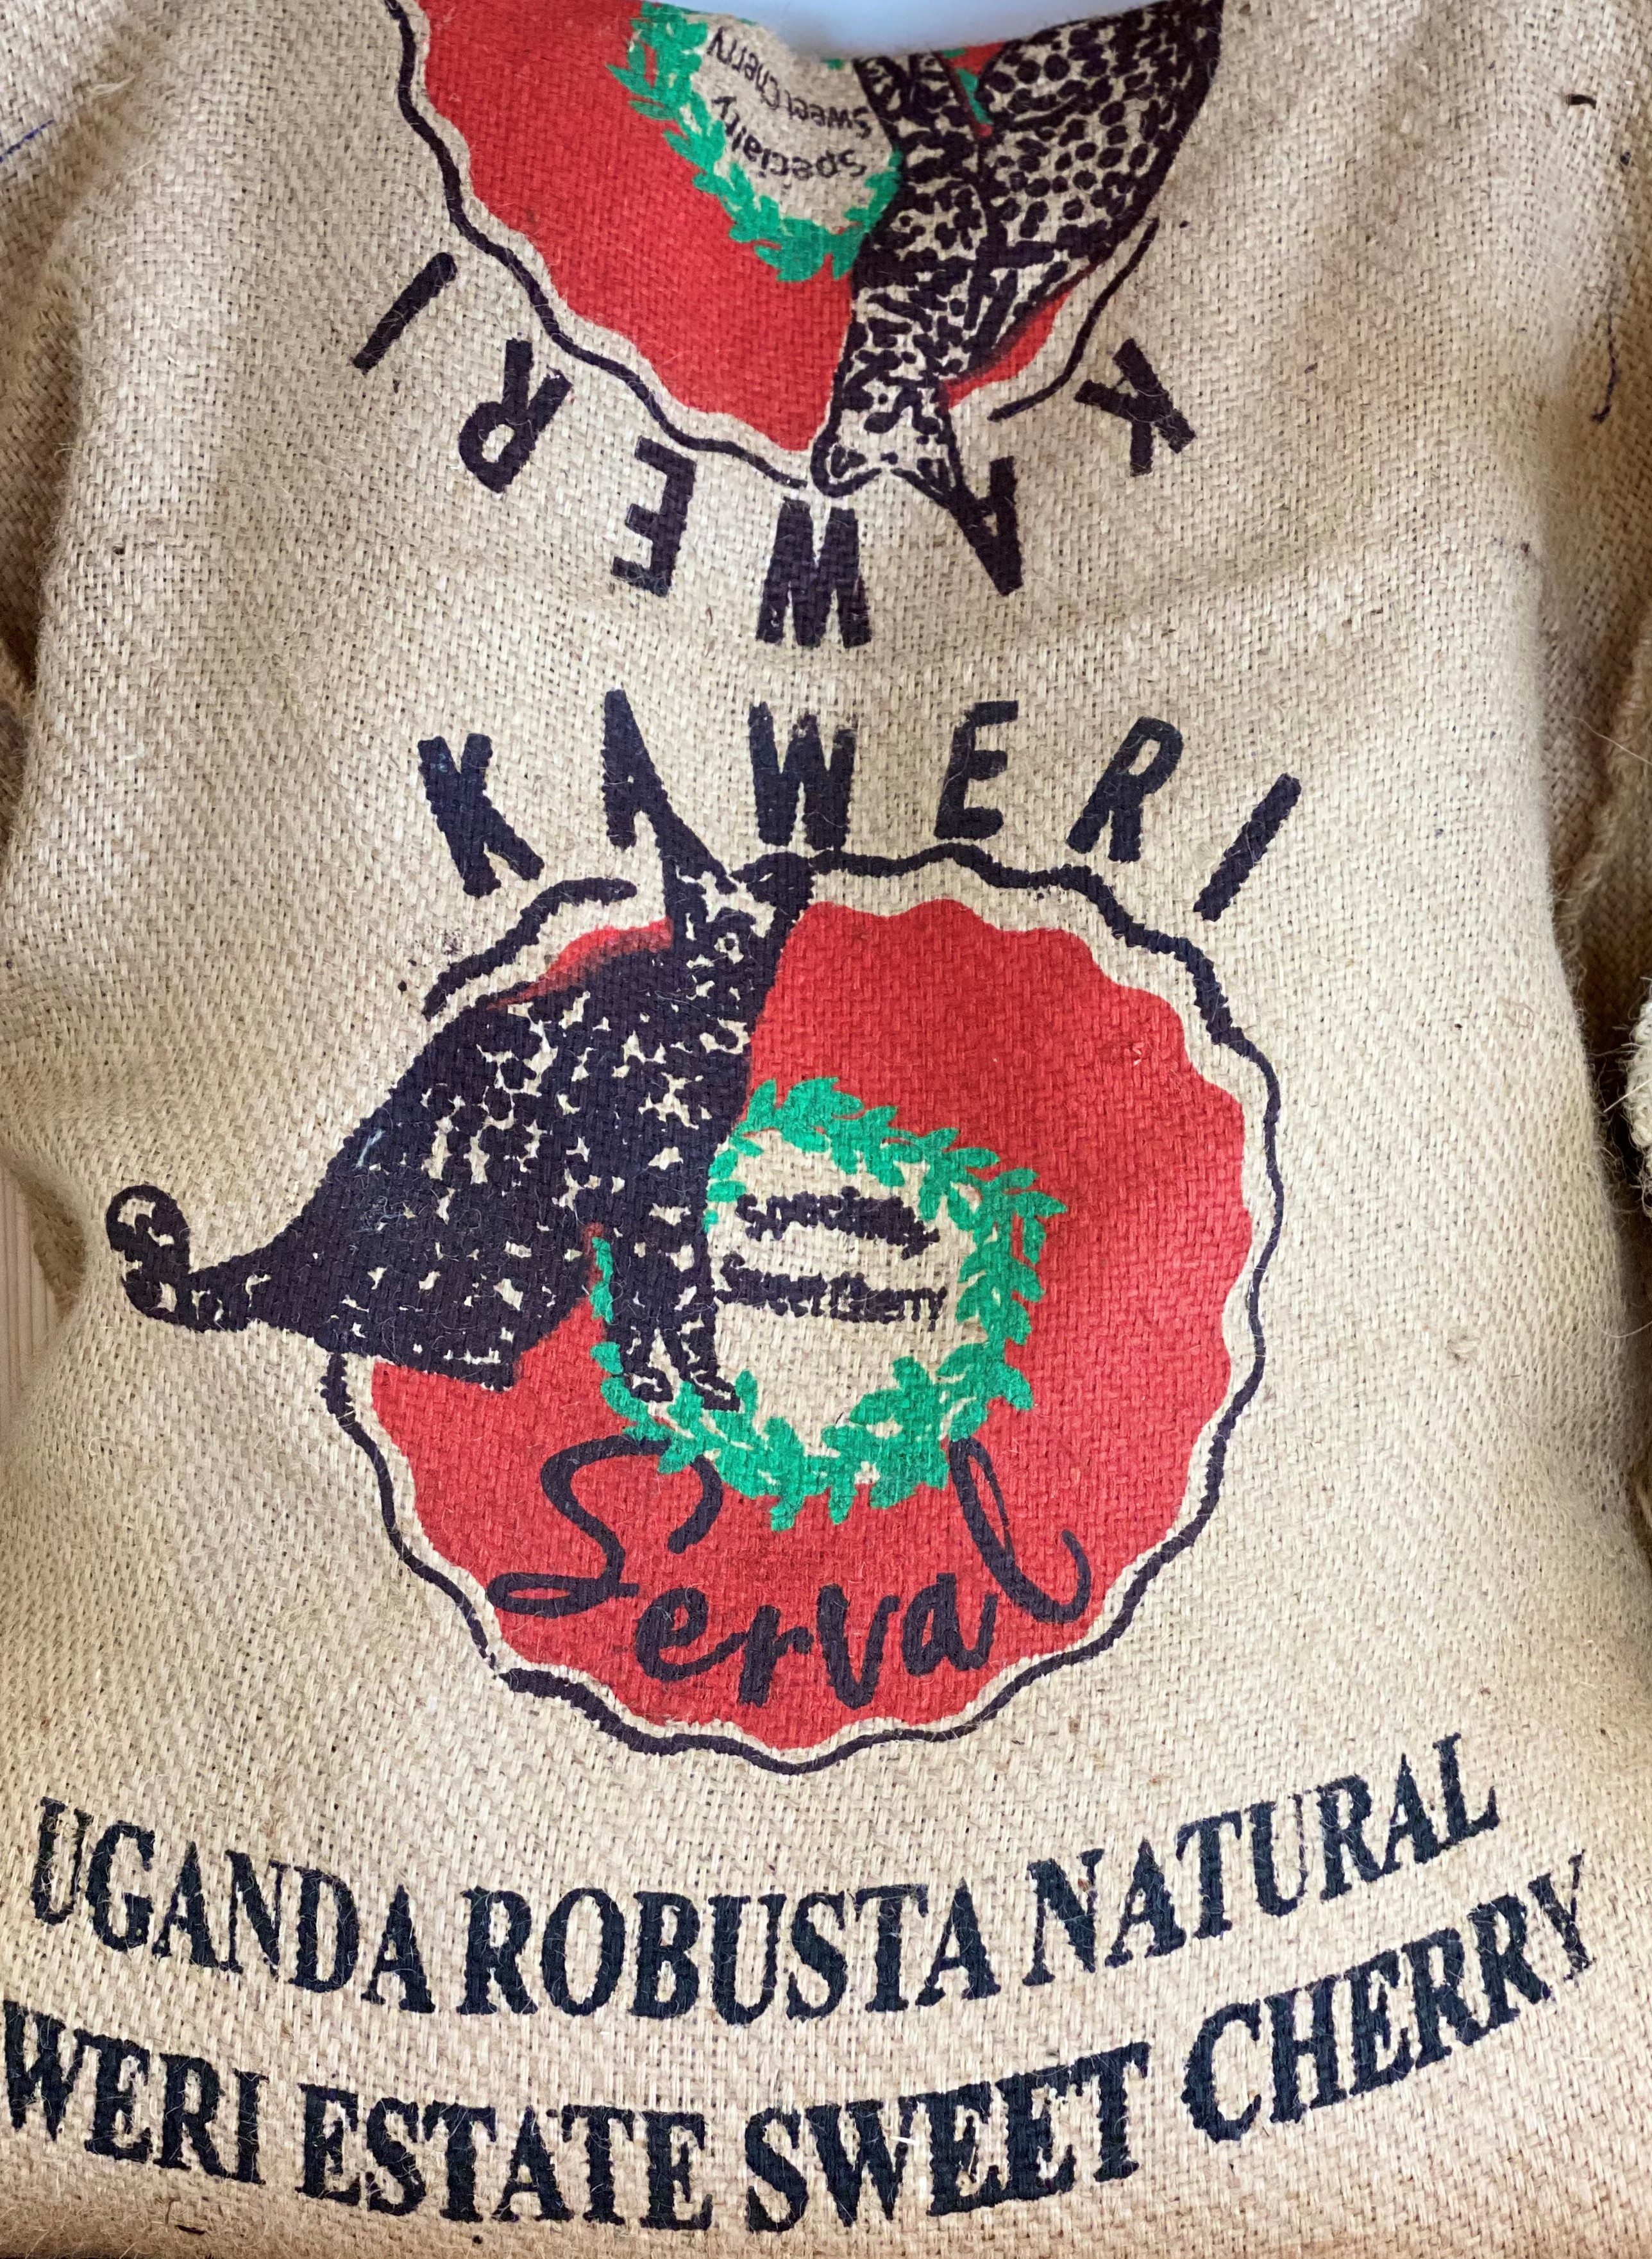 Specialty
Sweet Cherry
KAWERI
KAWERI
Specialty
Sweet Cherry
Serval
UGANDA ROBUSTA NATURAL
WERI ESTATE SWEET CHERRY